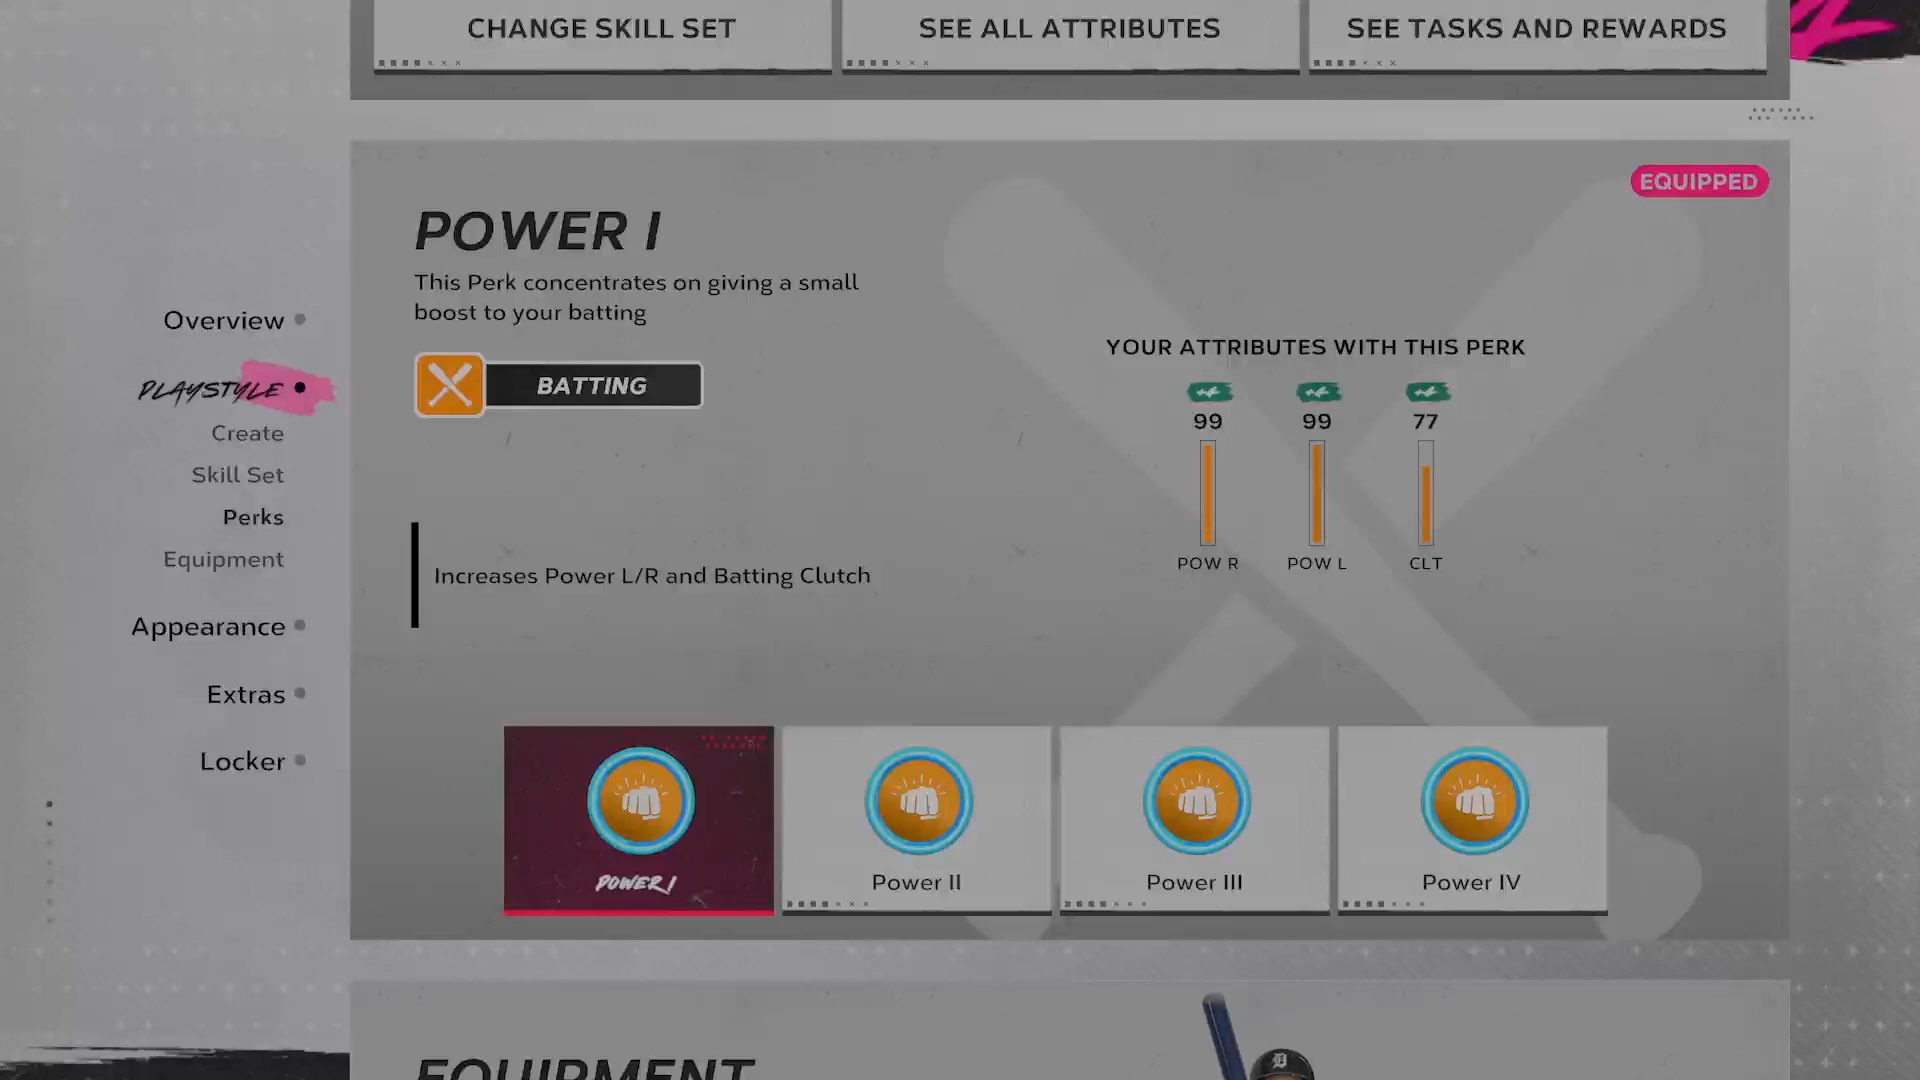 CHANGE SKILL SET
SEE ALL ATTRIBUTES
SEE TASKS AND REWARDS
EQUIPPED
POWER I
This Perk concentrates on giving a small
boost to your batting
BATTING
YOUR ATTRIBUTES WITH THIS PERK
99 99 77
POW R POW L CLT
Increases Power L/R and Batting Clutch
Overview
PLAYSTYLE
Create
Skill Set
Perks
Equipment
Appearance
Extras
Locker
POWER I
Power II
Power III
Power IV
EQUIPMENT
D